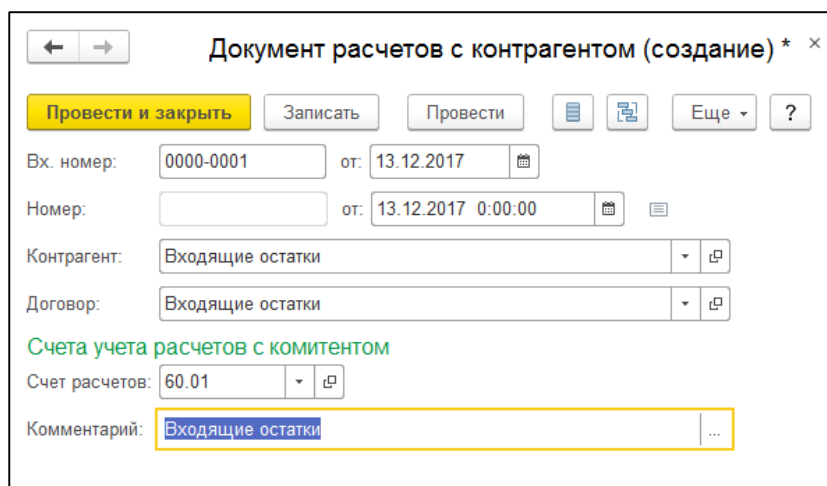 Документ расчетов с контрагентом (создание) *
Провести и закрыть Записать Провести Еще ?
Вх. номер: 0000-0001 от: 13.12.2017
Номер: от: 13.12.2017 0:00:00
Контрагент: Входящие остатки
Договор: Входящие остатки
Счета учета расчетов с комитентом
Счет расчетов: 60.01
Комментарий: Входящие остатки ...